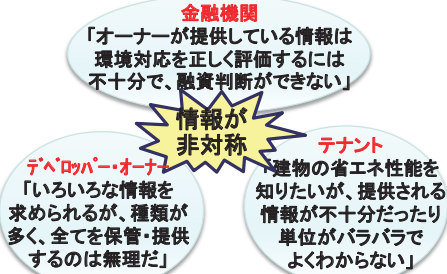 金融機関
「オーナーが提供している情報は
環境対応を正しく評価するには
不十分で、融資判断ができない」
情報が
非対称
ﾃﾞﾍﾞﾛｯﾊﾟｰ・オーナー
「いろいろな情報を
求められるが、種類が
多く、全てを保管・提供
するのは無理だ」
テナント
「建物の省エネ性能を
知りたいが、提供される
情報が不十分だったり
単位がバラバラで
よくわからない」